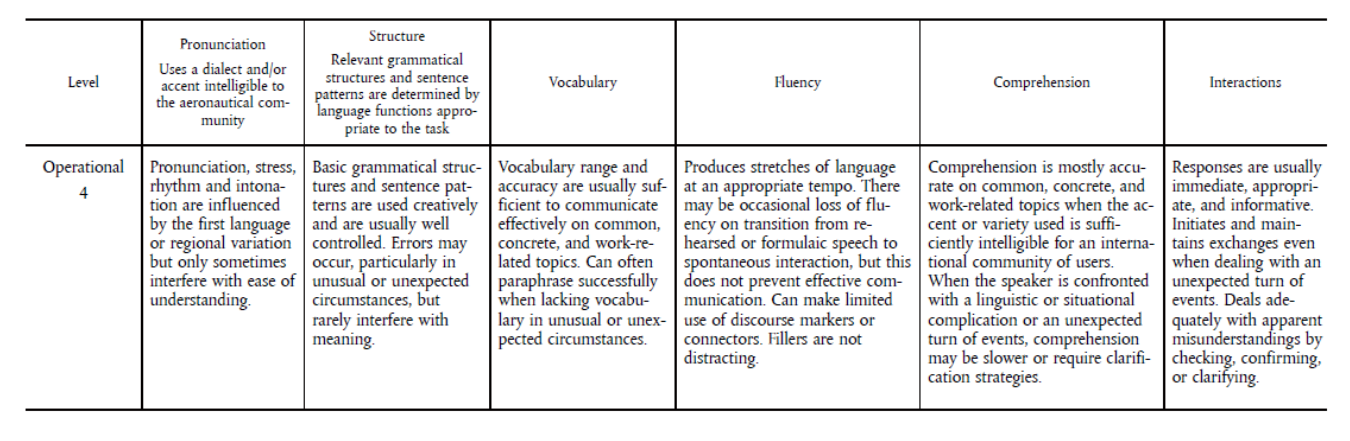 Level
Pronunciation
Uses a dialect and/or
accent intelligible to
the aeronautical com-
munity
Structure
Relevant grammatical
structures and sentence
patterns are determined by
language functions appro-
priate to the task
Vocabulary
Fluency
Comprehension
Interactions
Operational
4
Pronunciation, stress,
rhythm and intona-
tion are influenced
by the first language
or regional variation
but only sometimes
interfere with ease of
understanding.
Basic grammatical struc-
tures and sentence pat-
terns are used creatively
and are usually well
controlled. Errors may
occur, particularly in
unusual or unexpected
circumstances, but
rarely interfere with
meaning.
Vocabulary range and
accuracy are usually suf-
ficient to communicate
effectively on common,
concrete, and work-re-
lated topics. Can often
paraphrase successfully
when lacking vocabu-
lary in unusual or unex-
pected circumstances.
Produces stretches of language
at an appropriate tempo. There
may be occasional loss of flu-
ency on transition from re-
hearsed or formulaic speech to
spontaneous interaction, but this
does not prevent effective com-
munication. Can make limited
use of discourse markers or
connectors. Fillers are not
distracting.
Comprehension is mostly accu-
rate on common, concrete, and
work-related topics when the ac-
cent or variety used is suffi-
ciently intelligible for an interna-
tional community of users.
When the speaker is confronted
with a linguistic or situational
complication or an unexpected
turn of events, comprehension
may be slower or require clarifi-
cation strategies.
Responses are usually
immediate, appropri-
ate, and informative.
Initiates and main-
tains exchanges even
when dealing with an
unexpected turn of
events. Deals ade-
quately with apparent
misunderstandings by
checking, confirming,
or clarifying.